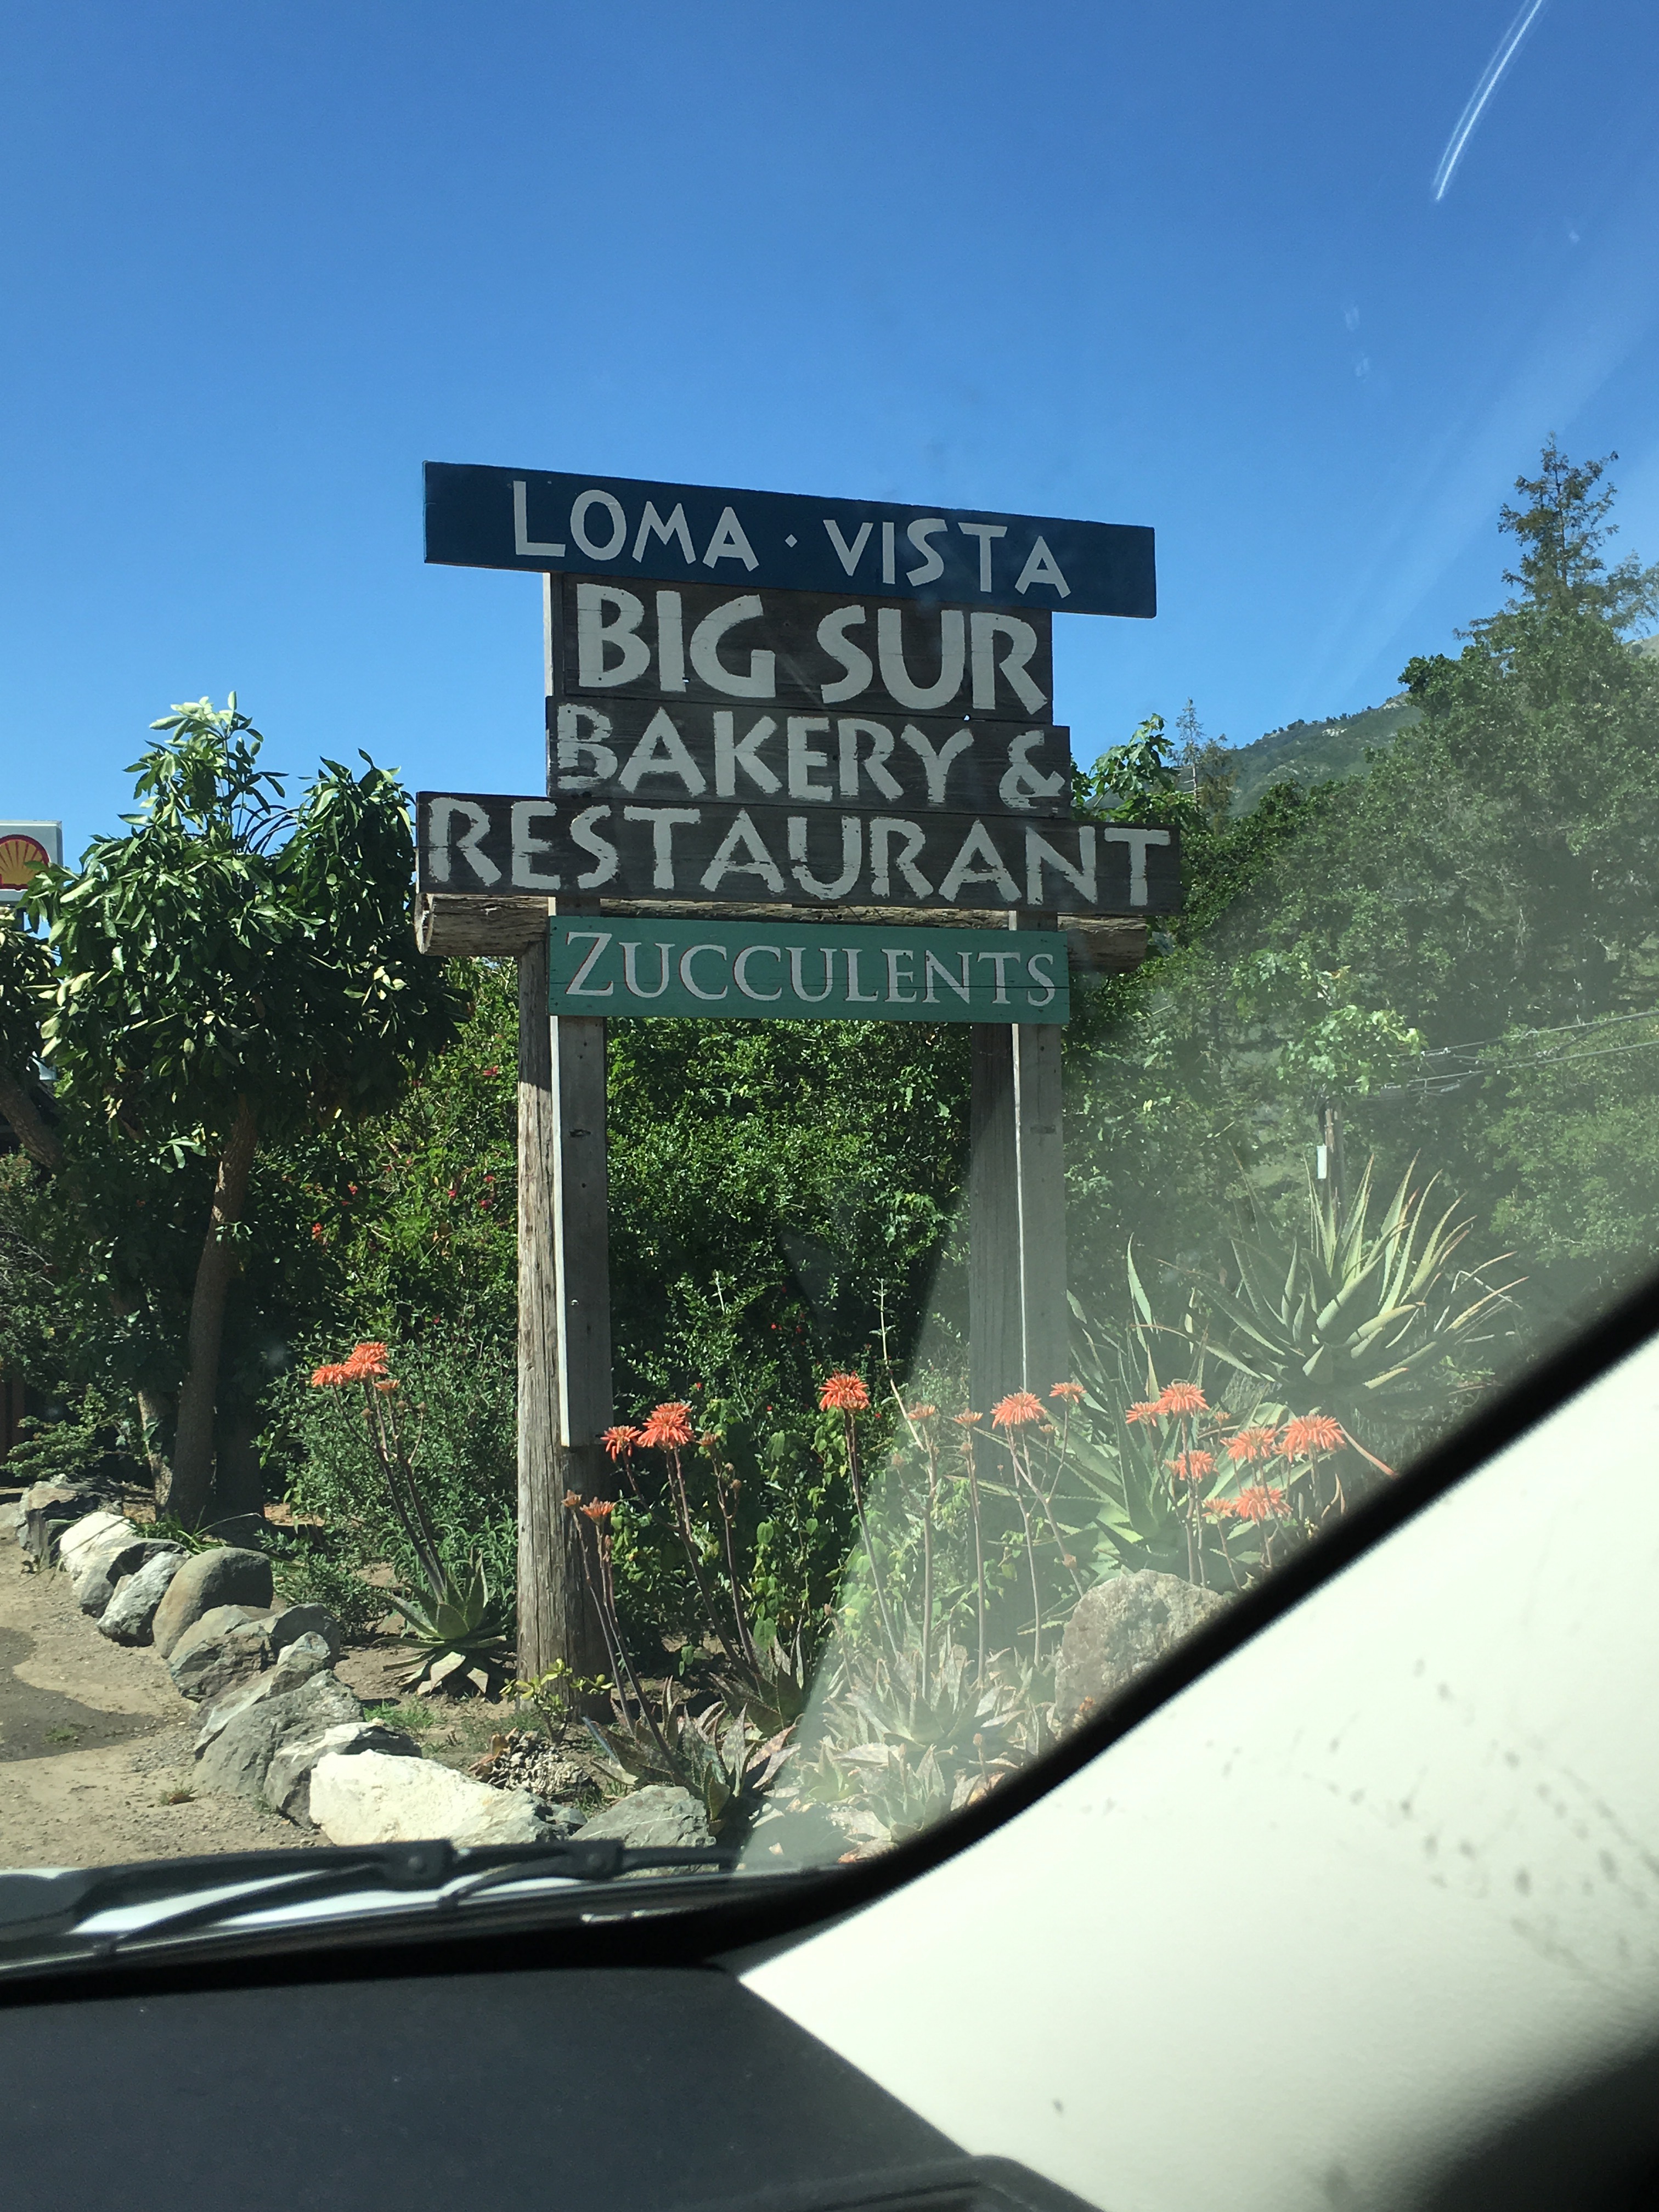 LOMA · VISTA
BIG SUR
BAKERY &
RESTAURANT
ZUCCULENTS